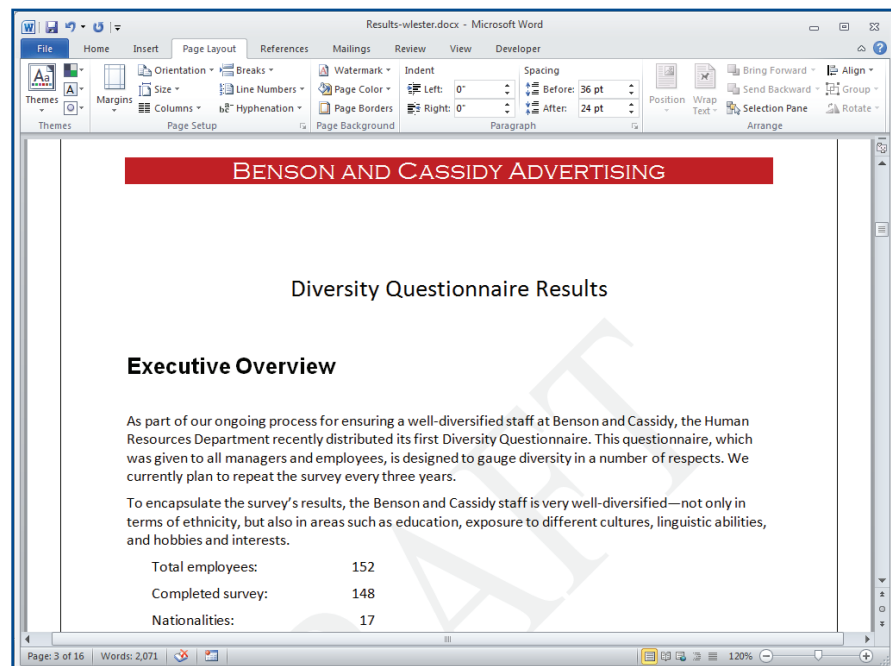 Results-wlester.docx - Microsoft Word
File Home Insert Page Layout References Mailings Review View Developer
Orientation Breaks Watermark Indent Spacing Bring Forward Align
Themes Margins Size Line Numbers Page Color Left: 0" Before: 36 pt Position Wrap Text Send Backward Group
Columns Hyphenation Page Borders Right: 0" After: 24 pt Selection Pane Rotate
Themes Page Setup Page Background Paragraph Arrange
BENSON AND CASSIDY ADVERTISING
Diversity Questionnaire Results
Executive Overview
As part of our ongoing process for ensuring a well-diversified staff at Benson and Cassidy, the Human
Resources Department recently distributed its first Diversity Questionnaire. This questionnaire, which
was given to all managers and employees, is designed to gauge diversity in a number of respects. We
currently plan to repeat the survey every three years.
To encapsulate the survey's results, the Benson and Cassidy staff is very well-diversified—not only in
terms of ethnicity, but also in areas such as education, exposure to different cultures, linguistic abilities,
and hobbies and interests.
Total employees: 152
Completed survey: 148
Nationalities: 17
DRAFT
Page: 3 of 16 Words: 2,071 120%